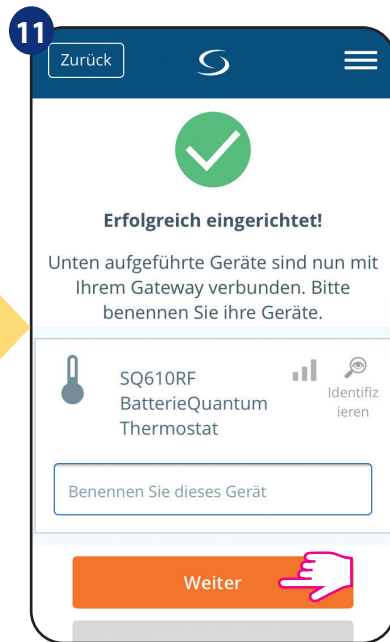 11
Zurück
Erfolgreich eingerichtet!
Unten aufgeführte Geräte sind nun mit
Ihrem Gateway verbunden. Bitte
benennen Sie ihre Geräte.
SQ610RF
BatterieQuantum
Thermostat
Identifiz
ieren
Benennen Sie dieses Gerät
Weiter